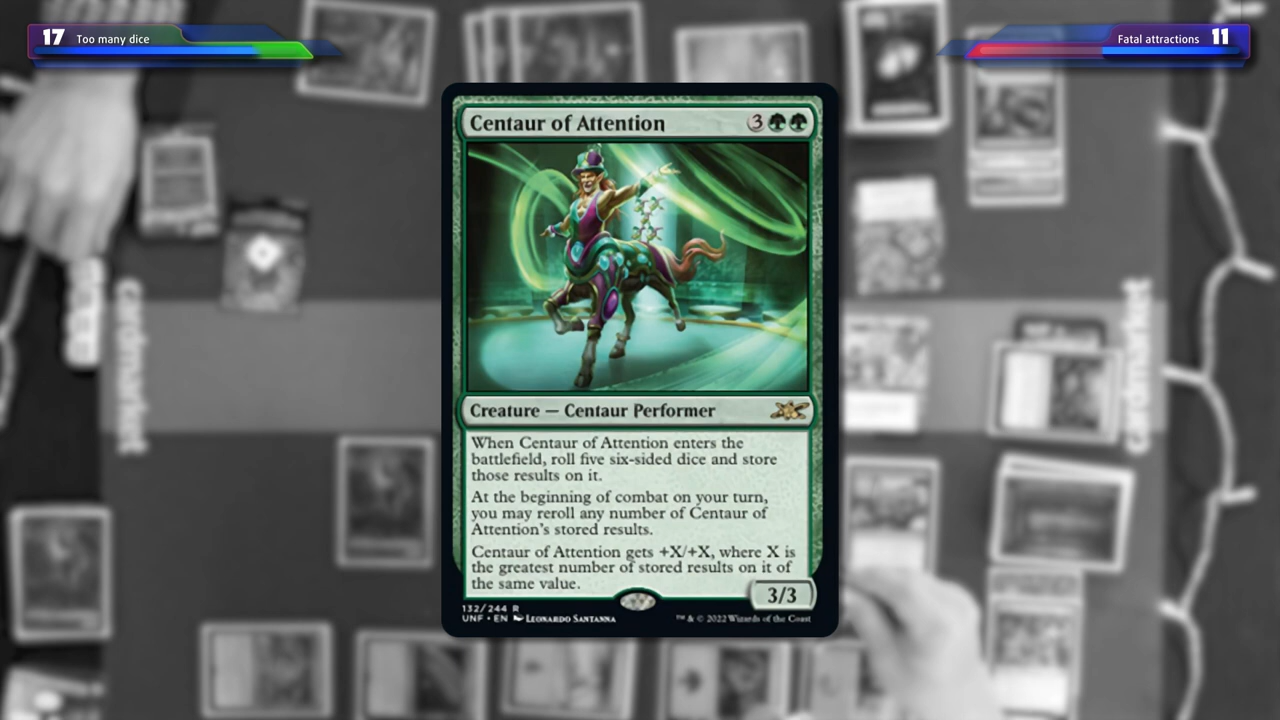 17 Too many dice
Fatal attractions 11
Centaur of Attention 3
Creature — Centaur Performer
When Centaur of Attention enters the
battlefield, roll five six-sided dice and store
those results on it.
At the beginning of combat on your turn,
you may reroll any number of Centaur of
Attention's stored results.
Centaur of Attention gets +X/+X, where X is
the greatest number of stored results on it of
the same value.
3/3
132/244 R
UNF • EN Leonardo Santanna
™ & © 2022 Wizards of the Coast
cardmarket
cardmarket